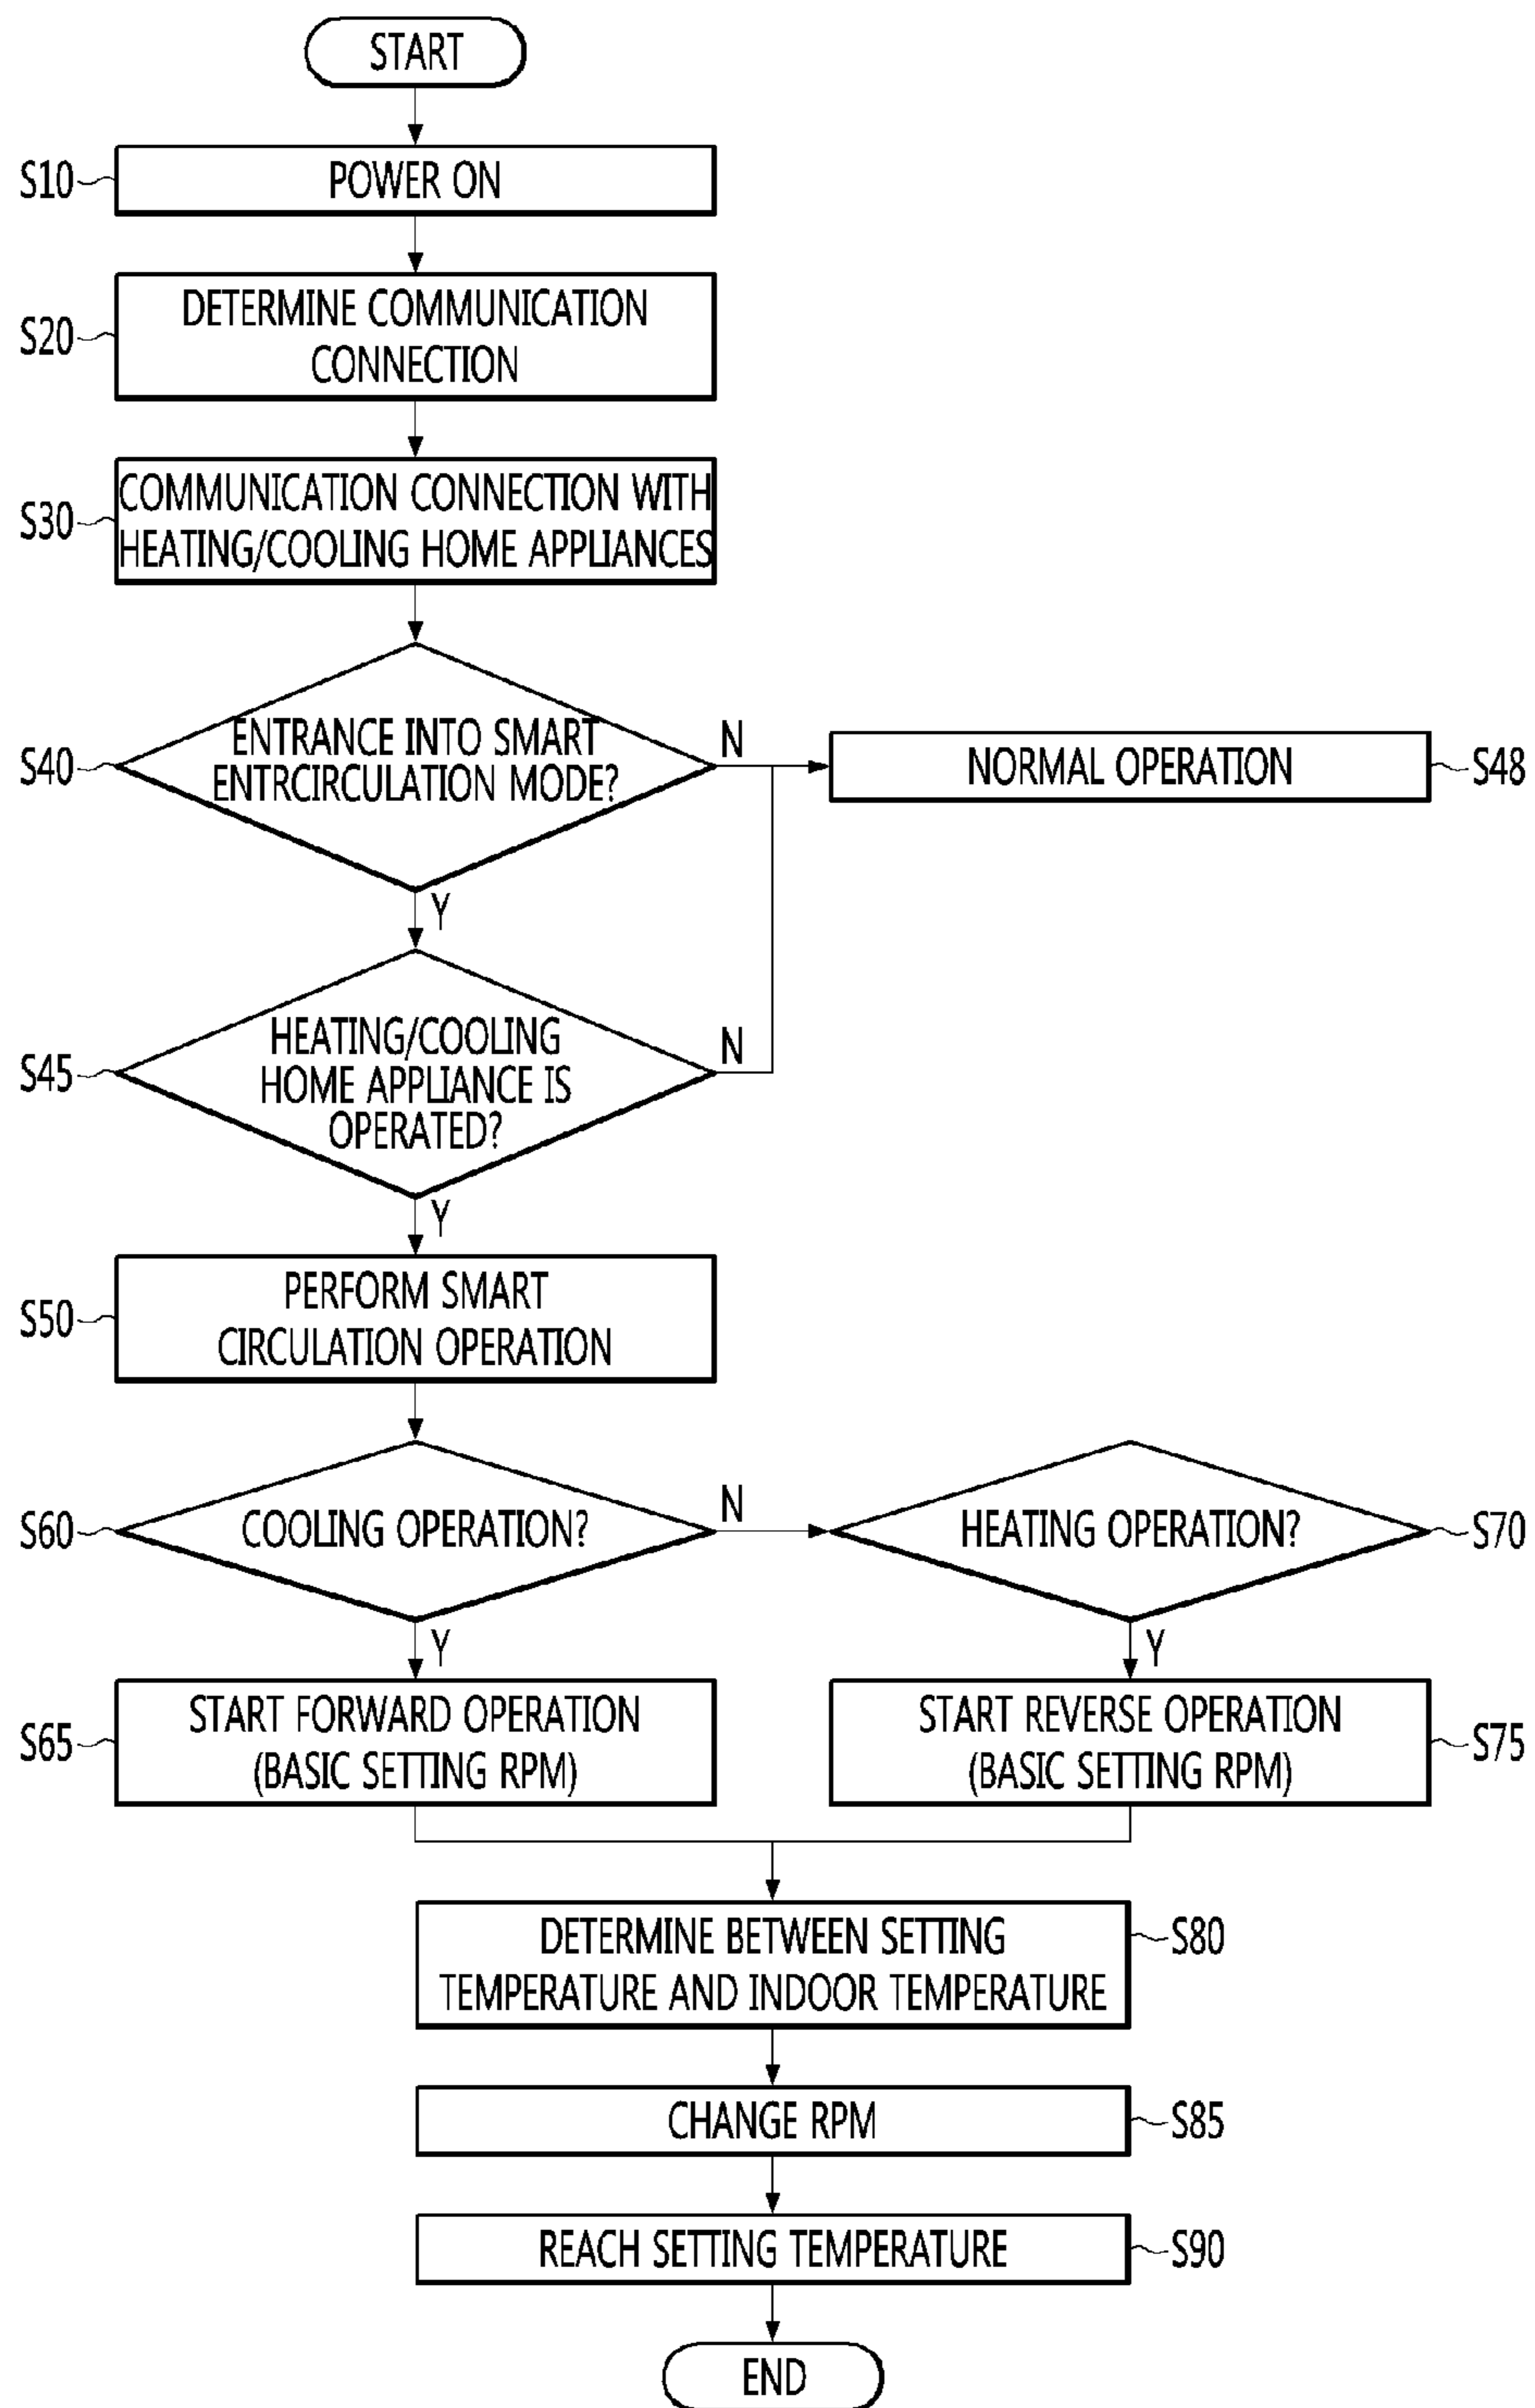 START
S10
POWER ON
S20
DETERMINE COMMUNICATION
CONNECTION
S30
COMMUNICATION CONNECTION WITH
HEATING/COOLING HOME APPLIANCES
S40
ENTRANCE INTO SMART
ENTRCIRCULATION MODE?
N
Y
NORMAL OPERATION
S48
S45
HEATING/COOLING
HOME APPLIANCE IS
OPERATED?
N
Y
S50
PERFORM SMART
CIRCULATION OPERATION
S60
COOLING OPERATION?
N
Y
HEATING OPERATION?
S70
Y
S65
START FORWARD OPERATION
(BASIC SETTING RPM)
START REVERSE OPERATION
(BASIC SETTING RPM)
S75
DETERMINE BETWEEN SETTING
TEMPERATURE AND INDOOR TEMPERATURE
S80
CHANGE RPM
S85
REACH SETTING TEMPERATURE
S90
END